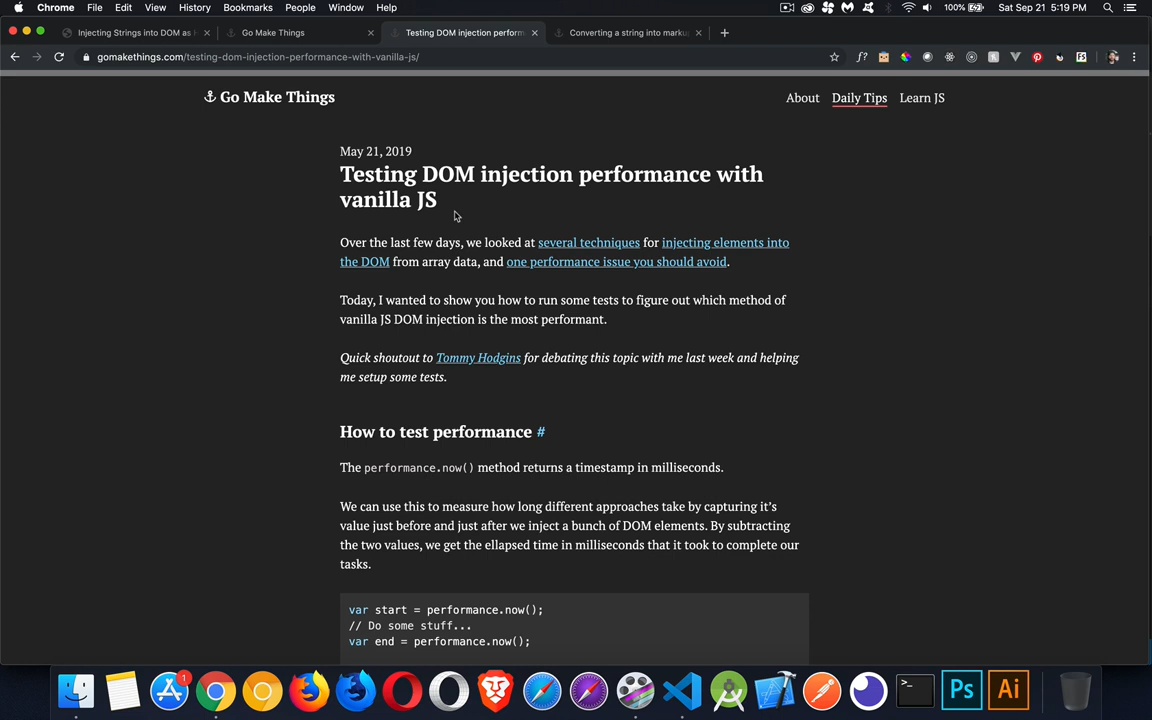 Chrome File Edit View History Bookmarks People Window Help 100% Sat Sep 21 5:19 PM
Injecting Strings into DOM as H Go Make Things Testing DOM injection perform Converting a string into marku
gomakethings.com/testing-dom-injection-performance-with-vanilla-js/
Go Make Things About Daily Tips Learn JS
May 21, 2019
Testing DOM injection performance with
vanilla JS
Over the last few days, we looked at several techniques for injecting elements into
the DOM from array data, and one performance issue you should avoid.
Today, I wanted to show you how to run some tests to figure out which method of
vanilla JS DOM injection is the most performant.
Quick shoutout to Tommy Hodgins for debating this topic with me last week and helping
me setup some tests.
How to test performance #
The performance.now() method returns a timestamp in milliseconds.
We can use this to measure how long different approaches take by capturing it's
value just before and just after we inject a bunch of DOM elements. By subtracting
the two values, we get the ellapsed time in milliseconds that it took to complete our
tasks.
var start = performance.now();
// Do some stuff...
var end = performance.now();
1
Ps Ai